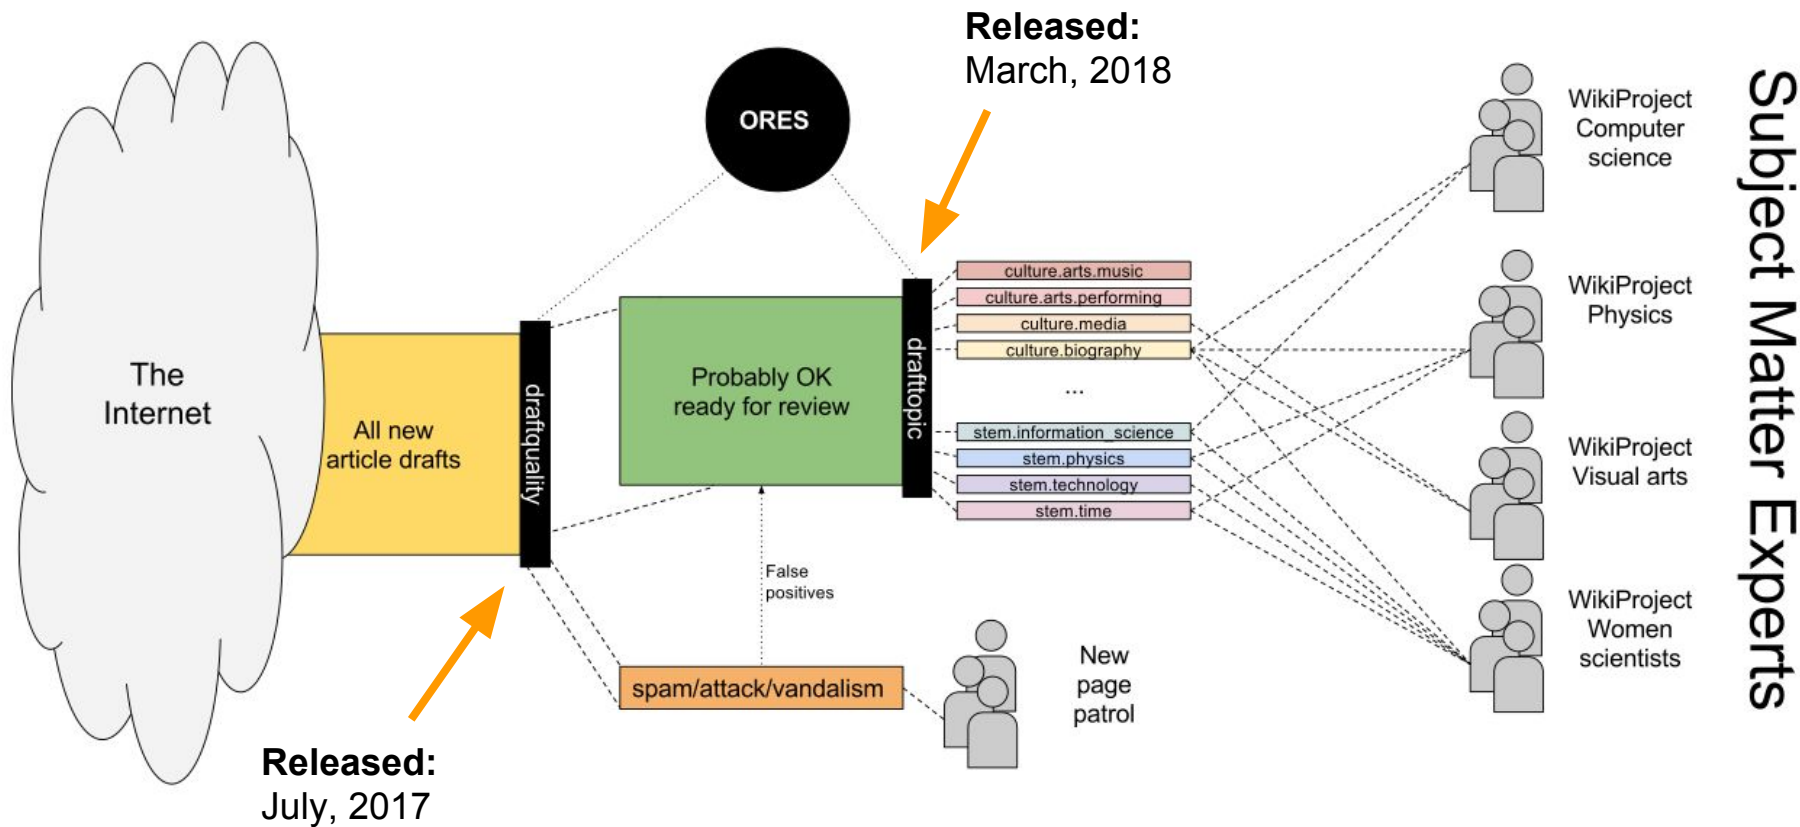 Released:
March, 2018
ORES
The
Internet
All new
article drafts
draftquality
Probably OK
ready for review
drafttopic
culture.arts.music
culture.arts.performing
culture.media
culture.biography
...
stem.information_science
stem.physics
stem.technology
stem.time
False
positives
spam/attack/vandalism
New
page
patrol
Released:
July, 2017
WikiProject
Computer
science
WikiProject
Physics
WikiProject
Visual arts
WikiProject
Women
scientists
Subject Matter Experts